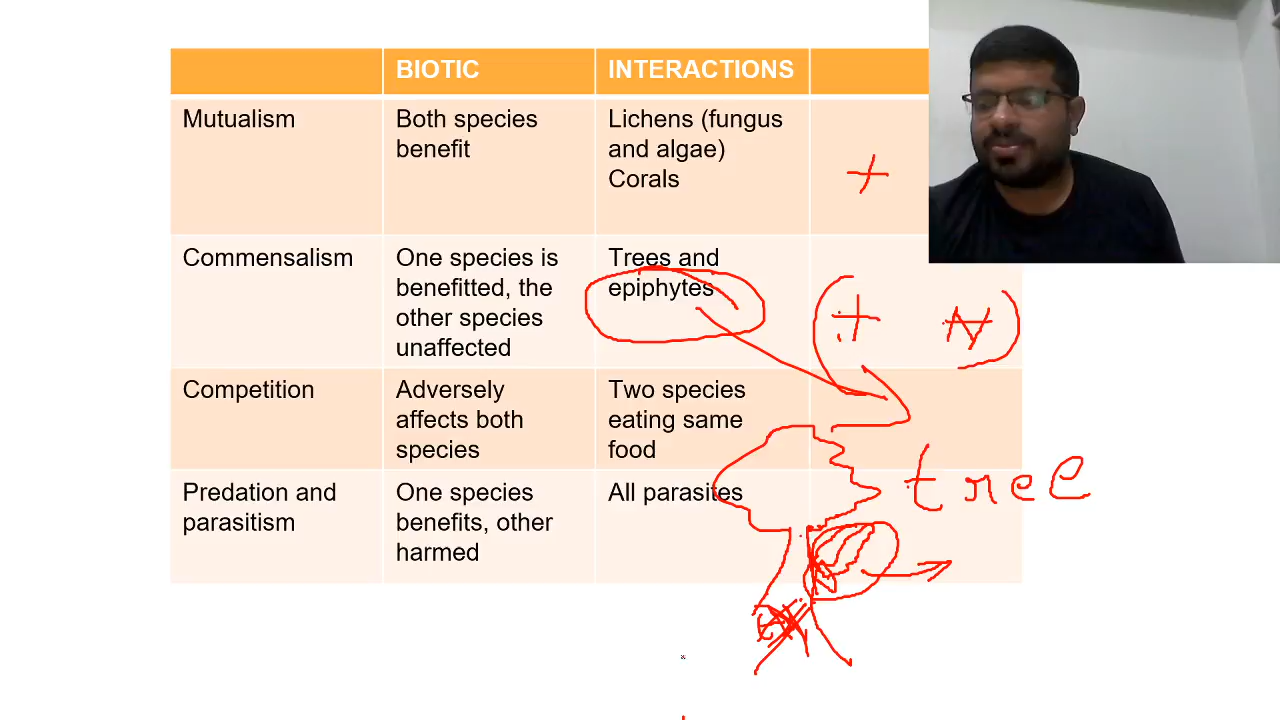 BIOTIC INTERACTIONS
Mutualism
Both species
benefit
Lichens (fungus
and algae)
Corals
+
Commensalism
One species is
benefitted, the
other species
unaffected
Trees and
epiphytes
+ N
Competition
Adversely
affects both
species
Two species
eating same
food
tree
Predation and
parasitism
One species
benefits, other
harmed
All parasites